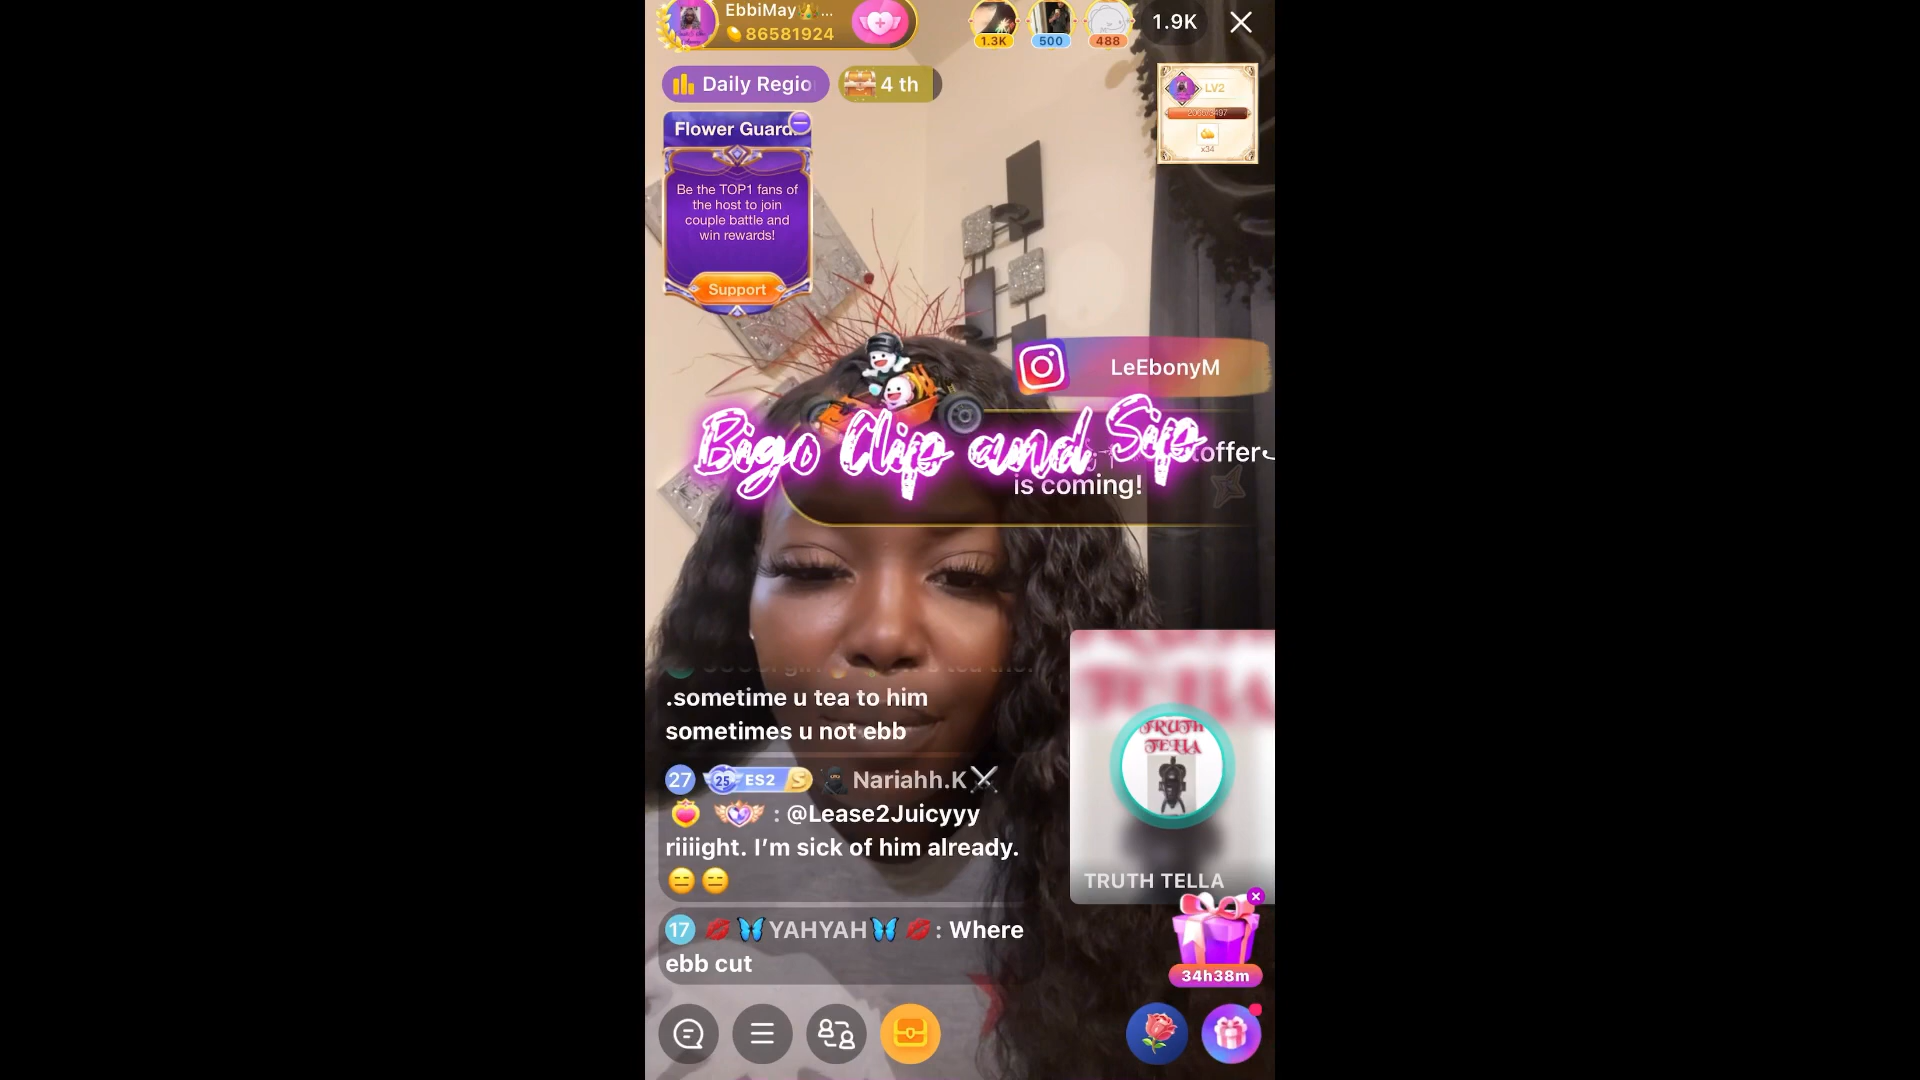 EbbiMay👑...
86581924
1.3K
500
488
1.9K
Daily Regio
4 th
LV2
x34
Flower Guard
Be the TOP1 fans of
the host to join
couple battle and
win rewards!
Support
LeEbonyM
Bigo Clip and Sip
offer
is coming!
.sometime u tea to him
sometimes u not ebb
27 25 ES2 S 🥷Nariahh.K⚔
: @Lease2Juicyyy
riiiight. I'm sick of him already.
😑😑
17 💋🦋YAHYAH🦋💋: Where
ebb cut
TRUTH
TELLA
TRUTH TELLA
34h38m